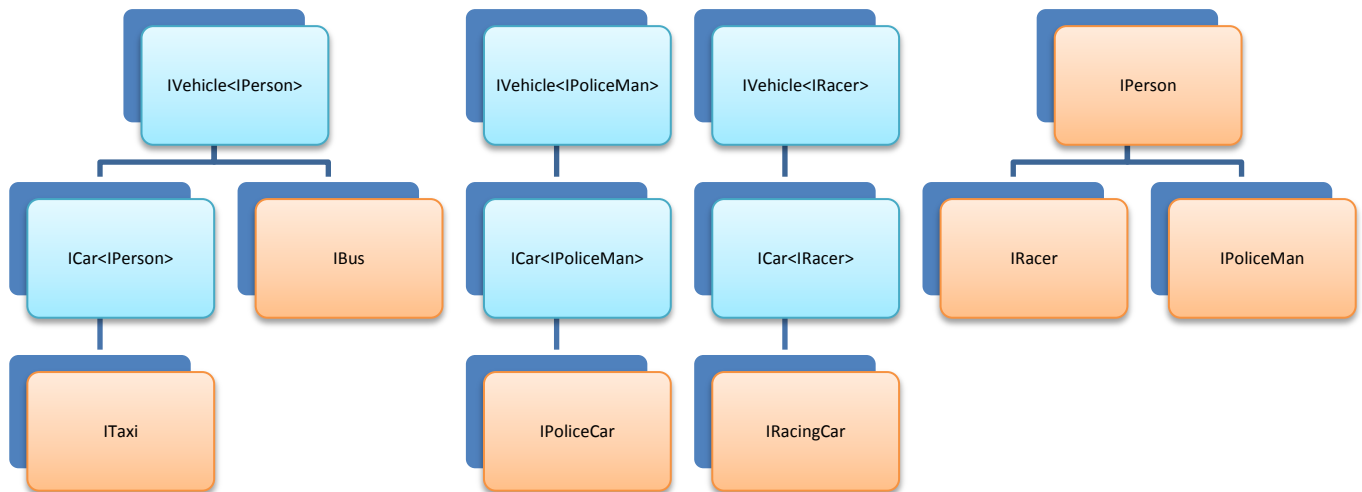 IVehicle<IPerson>
IVehicle<IPoliceMan>
IVehicle<IRacer>
IPerson
ICar<IPerson>
IBus
ICar<IPoliceMan>
ICar<IRacer>
IRacer
IPoliceMan
ITaxi
IPoliceCar
IRacingCar